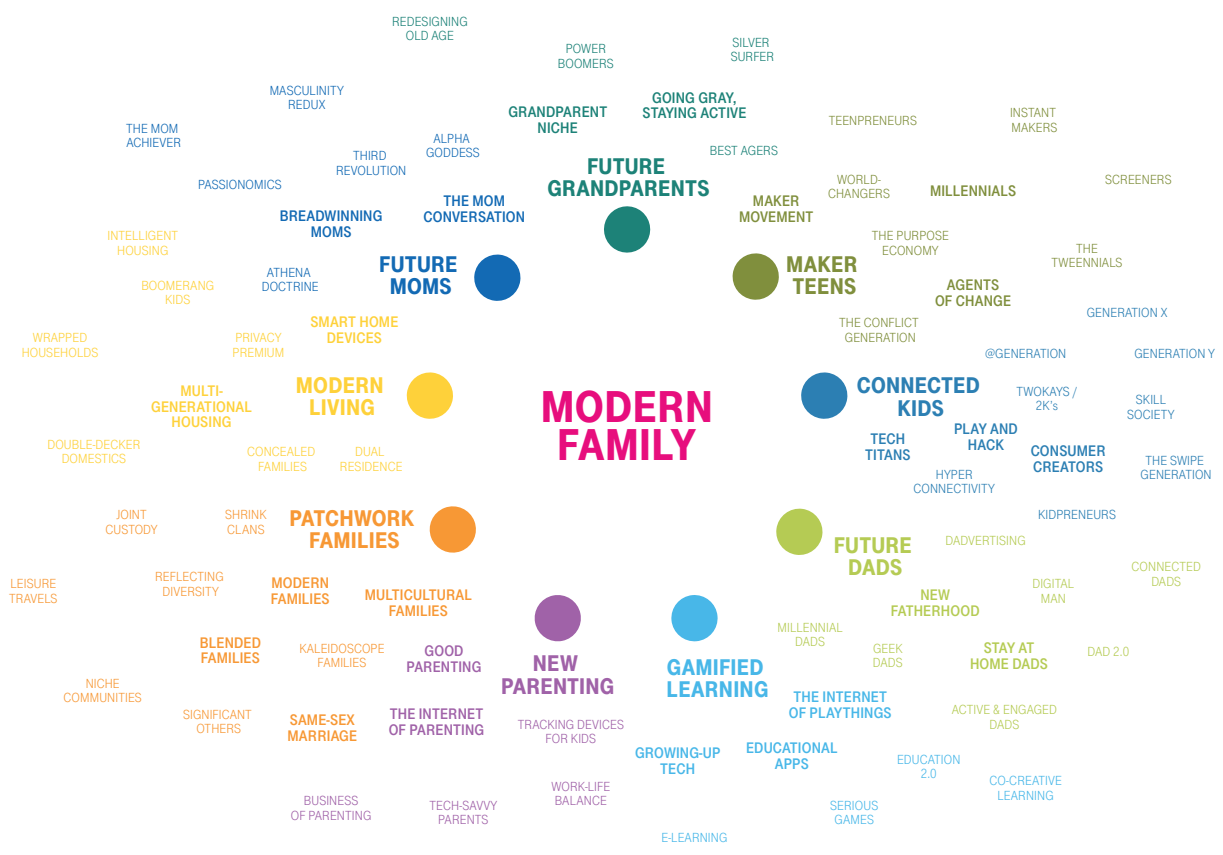 REDESIGNING
OLD AGE
POWER
BOOMERS
SILVER
SURFER
GRANDPARENT
NICHE
GOING GRAY,
STAYING ACTIVE
BEST AGERS
FUTURE
GRANDPARENTS
MASCULINITY
REDUX
THE MOM
ACHIEVER
ALPHA
GODDESS
THIRD
REVOLUTION
PASSIONOMICS
BREADWINNING
MOMS
THE MOM
CONVERSATION
ATHENA
DOCTRINE
FUTURE
MOMS
TEENPRENEURS
INSTANT
MAKERS
WORLD-
CHANGERS
MILLENNIALS
SCREENERS
MAKER
MOVEMENT
THE PURPOSE
ECONOMY
THE
TWEENNIALS
MAKER
TEENS
AGENTS
OF CHANGE
THE CONFLICT
GENERATION
INTELLIGENT
HOUSING
BOOMERANG
KIDS
SMART HOME
DEVICES
WRAPPED
HOUSEHOLDS
PRIVACY
PREMIUM
MODERN
LIVING
MULTI-
GENERATIONAL
HOUSING
DOUBLE-DECKER
DOMESTICS
CONCEALED
FAMILIES
DUAL
RESIDENCE
MODERN
FAMILY
GENERATION X
@GENERATION
GENERATION Y
CONNECTED
KIDS
TWOKAYS /
2K's
SKILL
SOCIETY
TECH
TITANS
PLAY AND
HACK
CONSUMER
CREATORS
HYPER
CONNECTIVITY
THE SWIPE
GENERATION
KIDPRENEURS
JOINT
CUSTODY
SHRINK
CLANS
PATCHWORK
FAMILIES
LEISURE
TRAVELS
REFLECTING
DIVERSITY
MODERN
FAMILIES
MULTICULTURAL
FAMILIES
BLENDED
FAMILIES
KALEIDOSCOPE
FAMILIES
NICHE
COMMUNITIES
SIGNIFICANT
OTHERS
SAME-SEX
MARRIAGE
FUTURE
DADS
DADVERTISING
CONNECTED
DADS
DIGITAL
MAN
NEW
FATHERHOOD
MILLENNIAL
DADS
GEEK
DADS
STAY AT
HOME DADS
DAD 2.0
ACTIVE & ENGAGED
DADS
GOOD
PARENTING
NEW
PARENTING
THE INTERNET
OF PARENTING
TRACKING DEVICES
FOR KIDS
WORK-LIFE
BALANCE
BUSINESS
OF PARENTING
TECH-SAVVY
PARENTS
GAMIFIED
LEARNING
THE INTERNET
OF PLAYTHINGS
GROWING-UP
TECH
EDUCATIONAL
APPS
EDUCATION
2.0
CO-CREATIVE
LEARNING
SERIOUS
GAMES
E-LEARNING